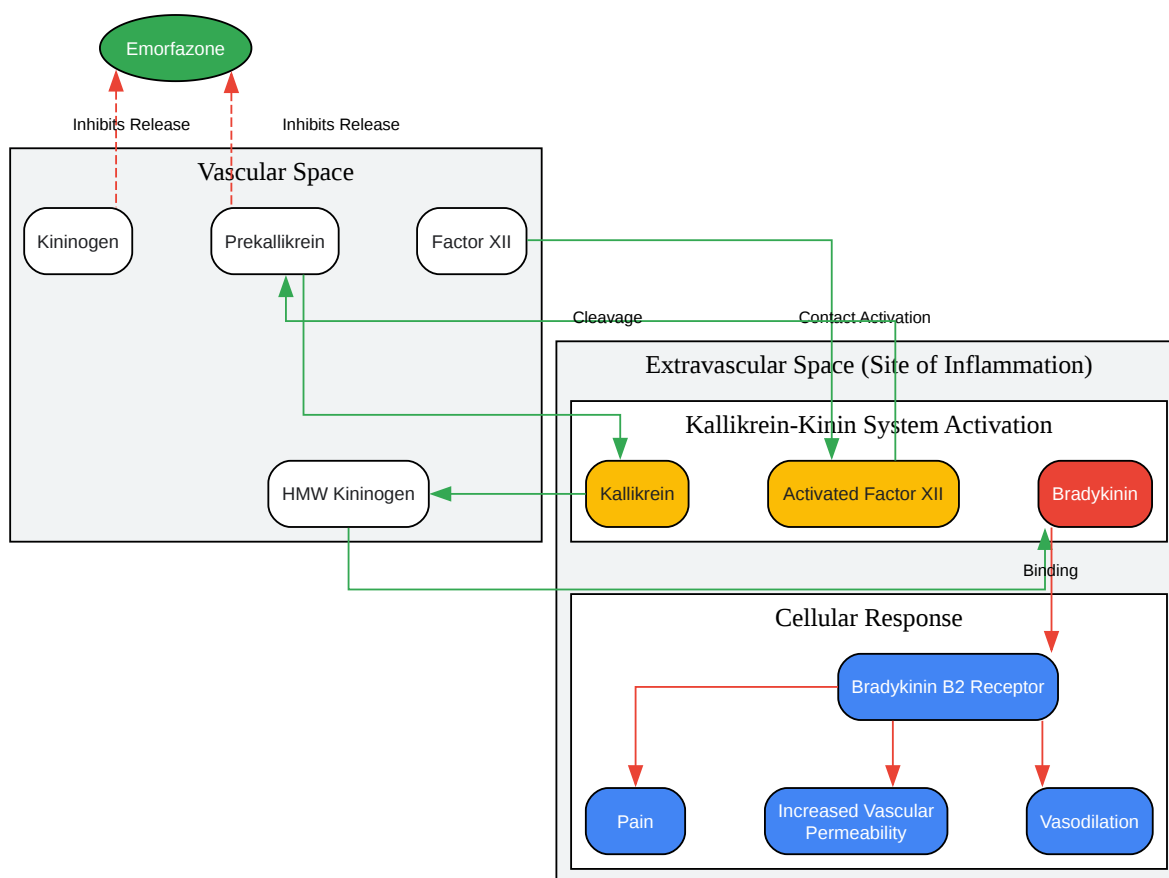 Emorfazone
Inhibits Release
Inhibits Release
Vascular Space
Kininogen
Prekallikrein
Factor XII
Cleavage
Contact Activation
Extravascular Space (Site of Inflammation)
Kallikrein-Kinin System Activation
HMW Kininogen
Kallikrein
Activated Factor XII
Bradykinin
Binding
Cellular Response
Bradykinin B2 Receptor
Pain
Increased Vascular
Permeability
Vasodilation